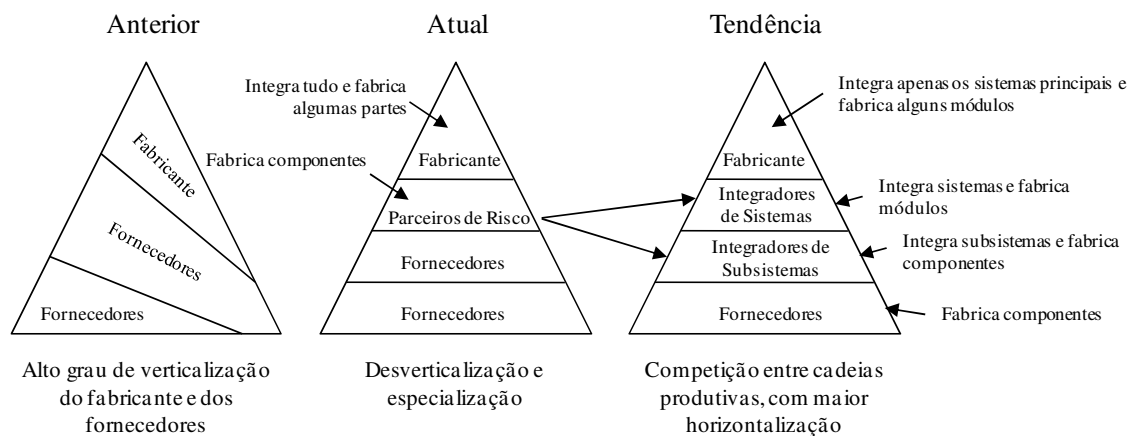 Anterior
Fabricante
Fornecedores
Fornecedores
Alto grau de verticalização
do fabricante e dos
fornecedores
Atual
Integra tudo e fabrica
algumas partes
Fabrica componentes
Fabricante
Parceiros de Risco
Fornecedores
Fornecedores
Desverticalização e
especialização
Tendência
Integra apenas os sistemas principais e
fabrica alguns módulos
Fabricante
Integradores
de Sistemas
Integra sistemas e fabrica
módulos
Integradores de
Subsistemas
Integra subsistemas e fabrica
componentes
Fornecedores
Fabrica componentes
Competição entre cadeias
produtivas, com maior
horizontalização